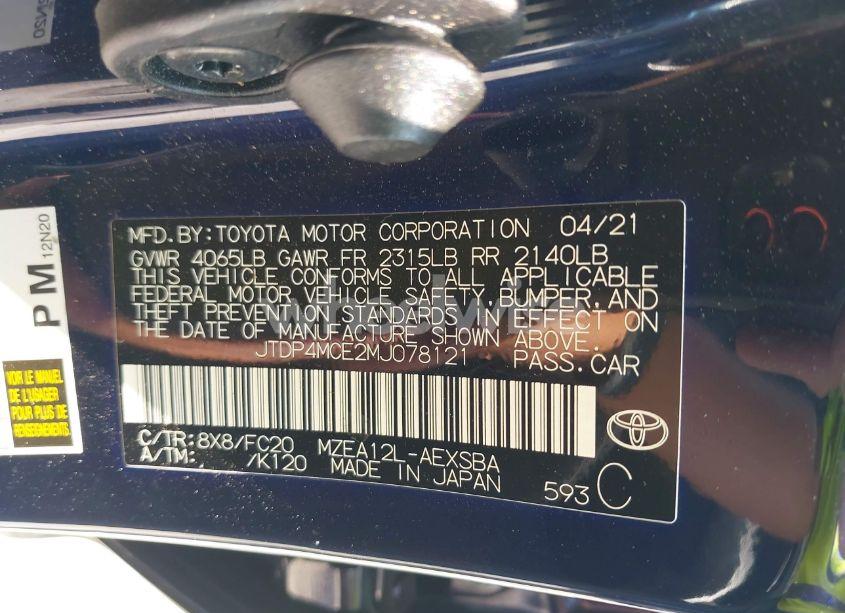 MFD.BY:TOYOTA MOTOR CORPORATION 04/21
GVWR 4065LB GAWR FR 2315LB RR 2140LB
THIS VEHICLE CONFORMS TO ALL APPLICABLE
FEDERAL MOTOR VEHICLE SAFETY,BUMPER,AND
THEFT PREVENTION STANDARDS IN EFFECT ON
THE DATE OF MANUFACTURE SHOWN ABOVE.
JTDP4MCE2MJ078121 PASS.CAR
C/TR:8X8/FC20 MZEA12L-AEXSBA
A/TM: /K120 MADE IN JAPAN
593 C
PM
12N20
VOIR LE MANUEL
DE L'USAGER
POUR PLUS DE
RENSEIGNEMENTS